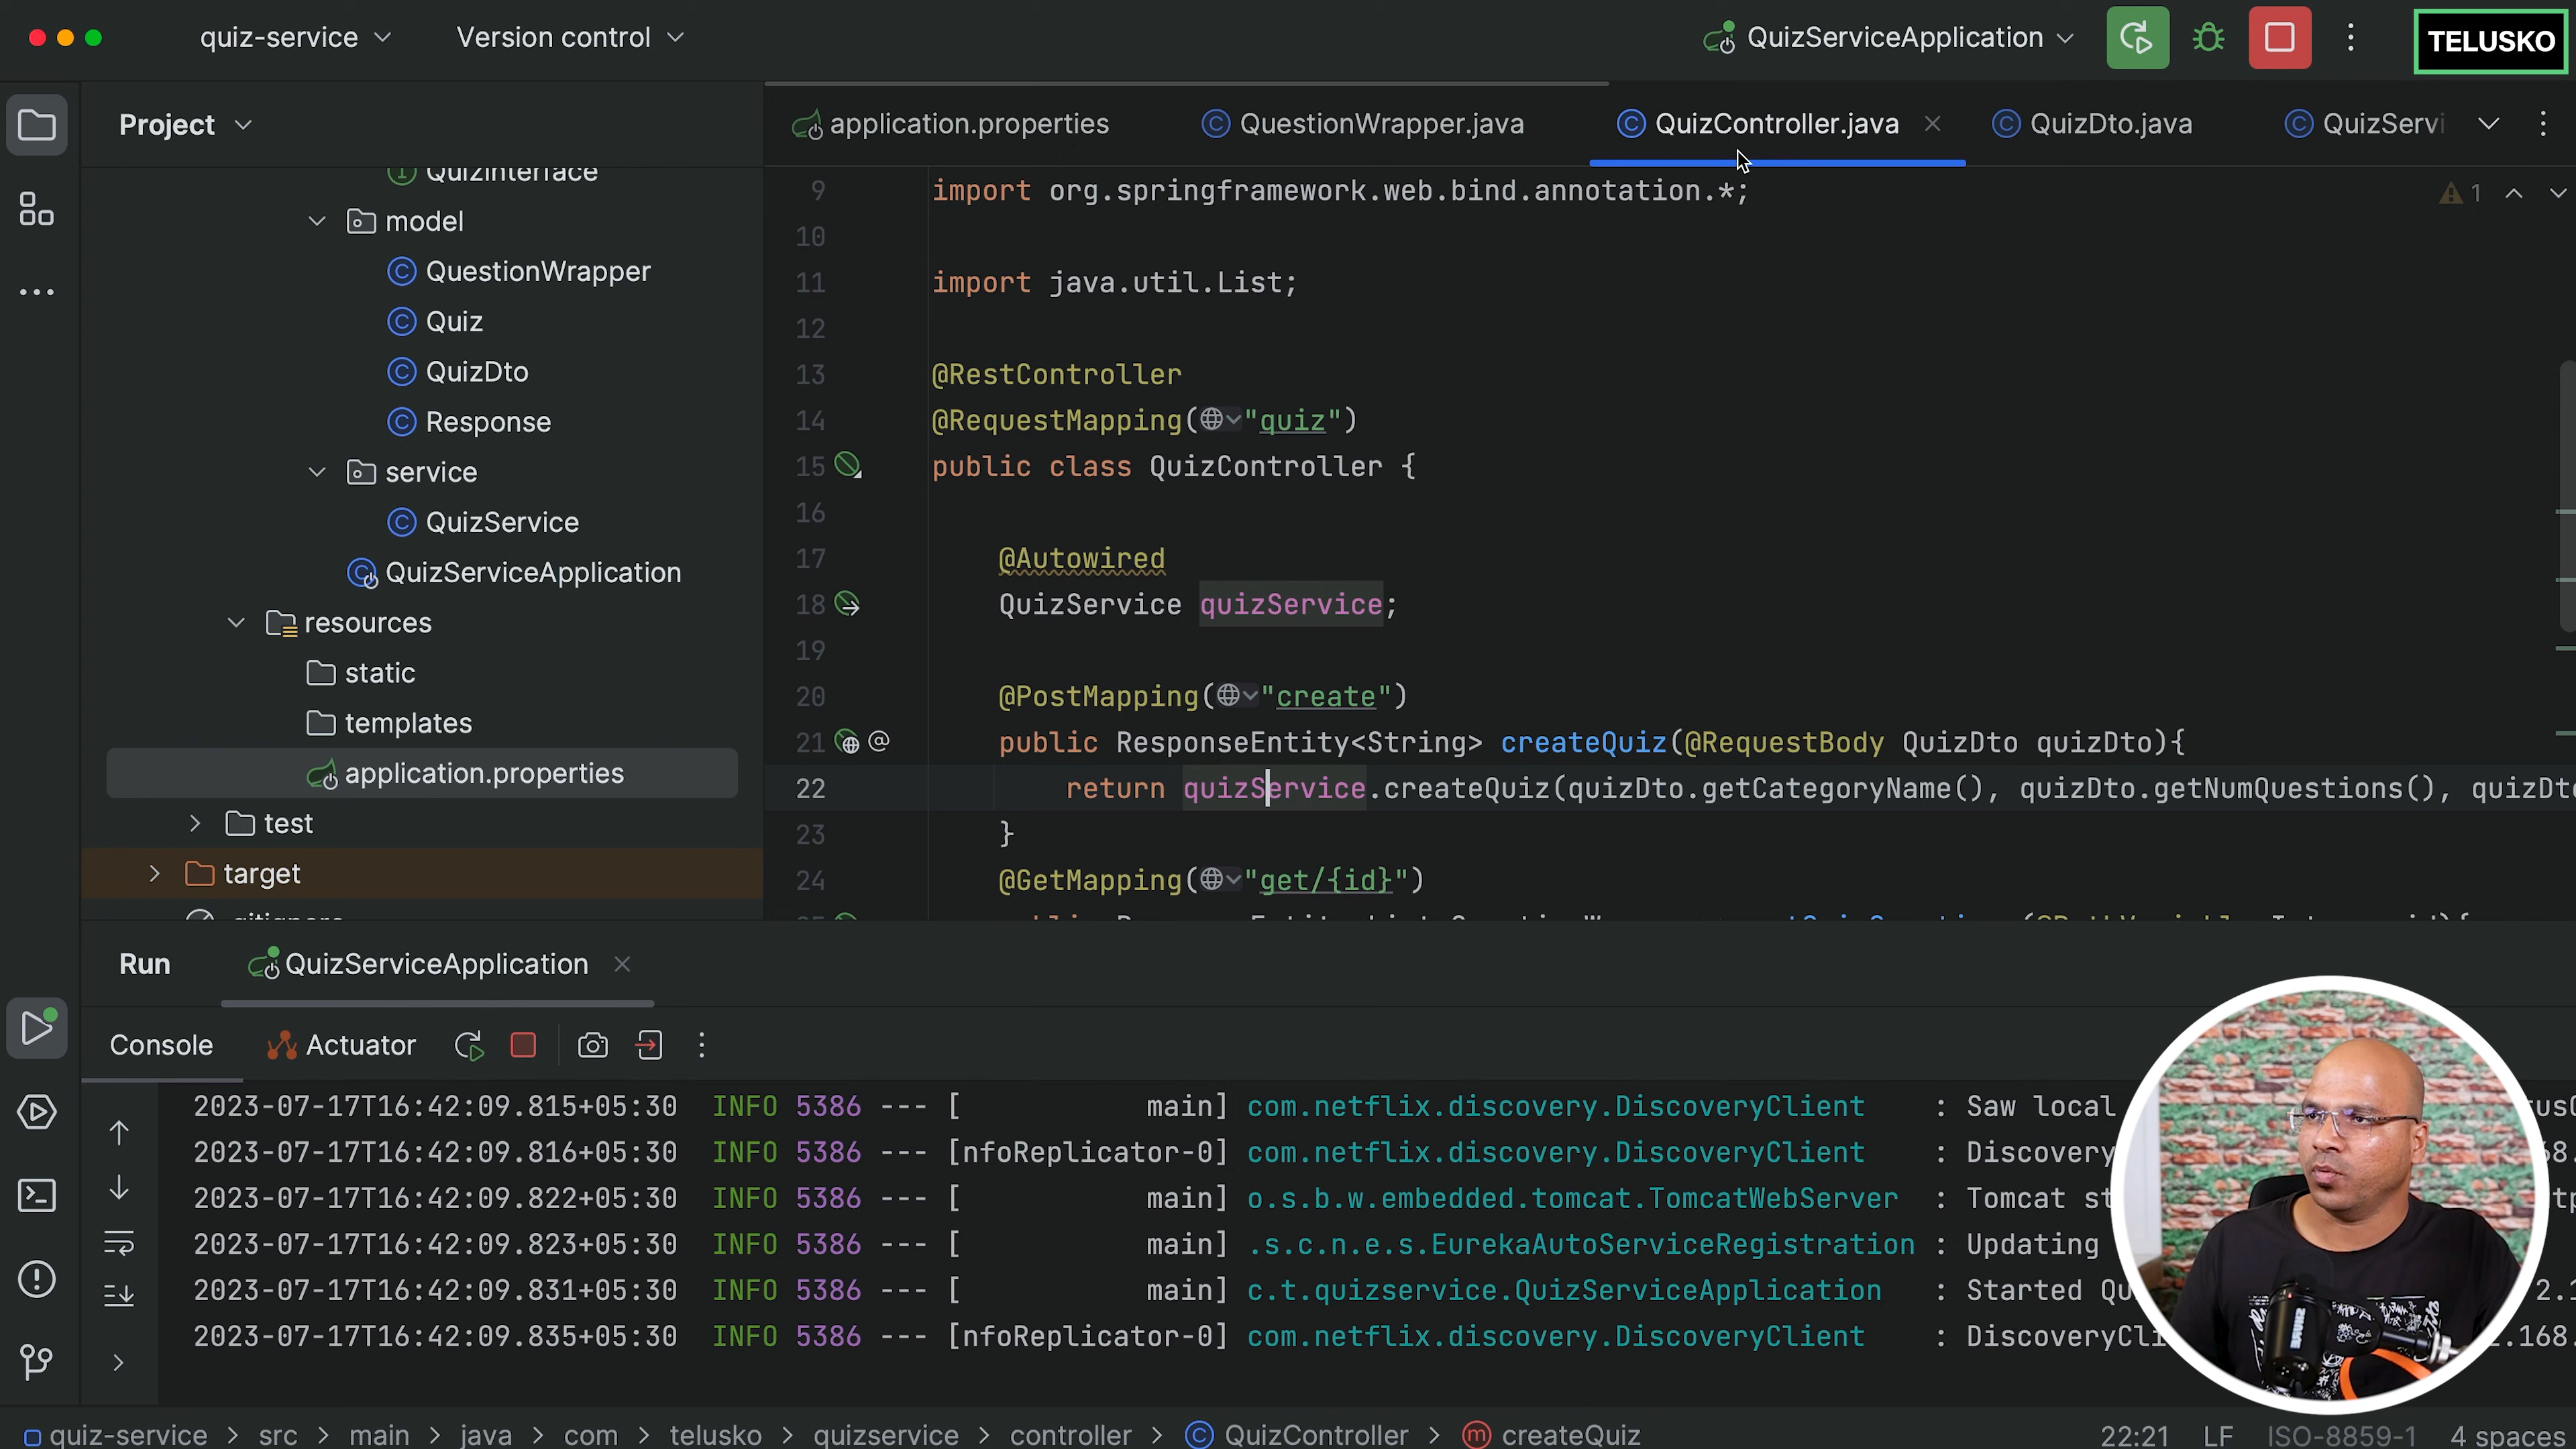 quiz-service
Version control
QuizServiceApplication
TELUSKO
Project
application.properties
QuestionWrapper.java
QuizController.java
QuizDto.java
QuizServi
QuizInterface
model
QuestionWrapper
Quiz
QuizDto
Response
service
QuizService
QuizServiceApplication
resources
static
templates
application.properties
test
target
.gitignore
9 import org.springframework.web.bind.annotation.*;
1
10
11 import java.util.List;
12
13 @RestController
14 @RequestMapping("quiz")
15 public class QuizController {
16
17 @Autowired
18 QuizService quizService;
19
20 @PostMapping("create")
21 @ public ResponseEntity<String> createQuiz(@RequestBody QuizDto quizDto){
22 return quizService.createQuiz(quizDto.getCategoryName(), quizDto.getNumQuestions(), quizDt
23 }
24 @GetMapping("get/{id}")
Run
QuizServiceApplication
Console
Actuator
2023-07-17T16:42:09.815+05:30 INFO 5386 --- [ main] com.netflix.discovery.DiscoveryClient : Saw local
2023-07-17T16:42:09.816+05:30 INFO 5386 --- [nfoReplicator-0] com.netflix.discovery.DiscoveryClient : Discovery
2023-07-17T16:42:09.822+05:30 INFO 5386 --- [ main] o.s.b.w.embedded.tomcat.TomcatWebServer : Tomcat st
2023-07-17T16:42:09.823+05:30 INFO 5386 --- [ main] .s.c.n.e.s.EurekaAutoServiceRegistration : Updating
2023-07-17T16:42:09.831+05:30 INFO 5386 --- [ main] c.t.quizservice.QuizServiceApplication : Started Qu
2023-07-17T16:42:09.835+05:30 INFO 5386 --- [nfoReplicator-0] com.netflix.discovery.DiscoveryClient : DiscoveryCli
quiz-service > src > main > java > com > telusko > quizservice > controller > QuizController > createQuiz
22:21 LF ISO-8859-1 4 spaces